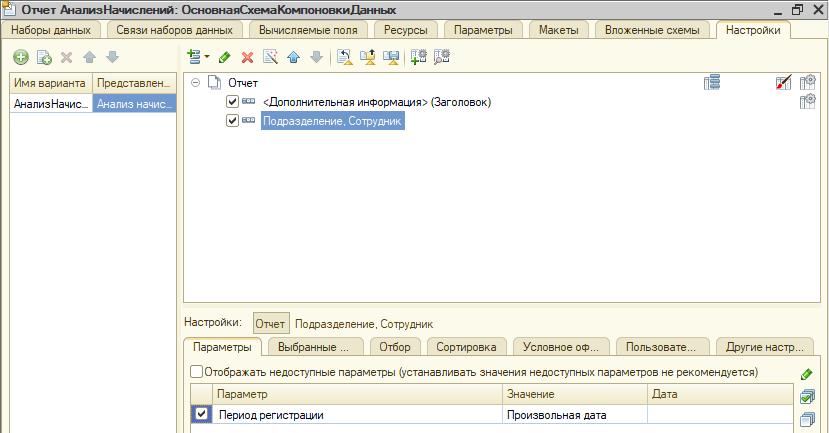 Отчет АнализНачислений: ОсновнаяСхемаКомпоновкиДанных
Наборы данных Связи наборов данных Вычисляемые поля Ресурсы Параметры Макеты Вложенные схемы Настройки
Имя варианта Представлен...
АнализНачис... Анализ начис...
Отчет
<Дополнительная информация> (Заголовок)
Подразделение, Сотрудник
Настройки: Отчет Подразделение, Сотрудник
Параметры Выбранные ... Отбор Сортировка Условное оф... Пользовате... Другие настр...
Отображать недоступные параметры (устанавливать значения недоступных параметров не рекомендуется)
Параметр Значение Дата
Период регистрации Произвольная дата